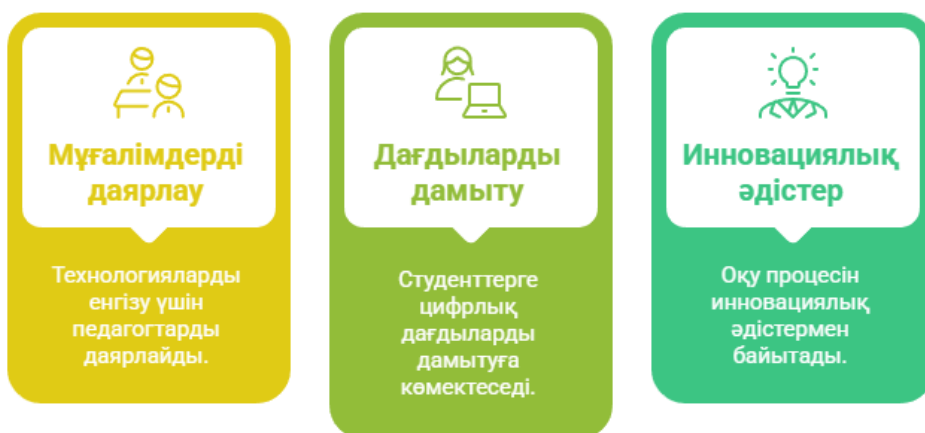 Мұғалімдерді
даярлау
Технологияларды
енгізу үшін
педагогтарды
даярлайды.
Дағдыларды
дамыту
Студенттерге
цифрлық
дағдыларды
дамытуға
көмектеседі.
Инновациялық
әдістер
Оқу процесін
инновациялық
әдістермен
байытады.